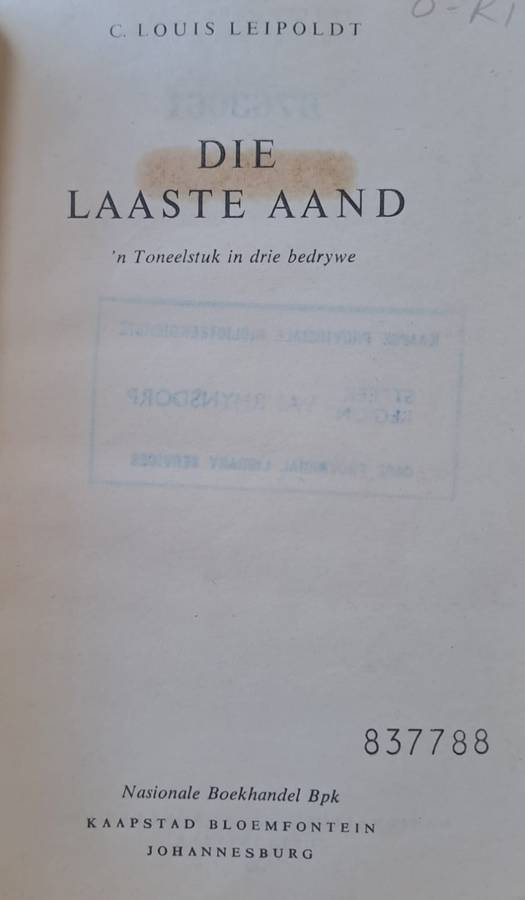 C. LOUIS LEIPOLDT
DIE
LAASTE AAND
'n Toneelstuk in drie bedrywe
837788
Nasionale Boekhandel Bpk
KAAPSTAD BLOEMFONTEIN
JOHANNESBURG